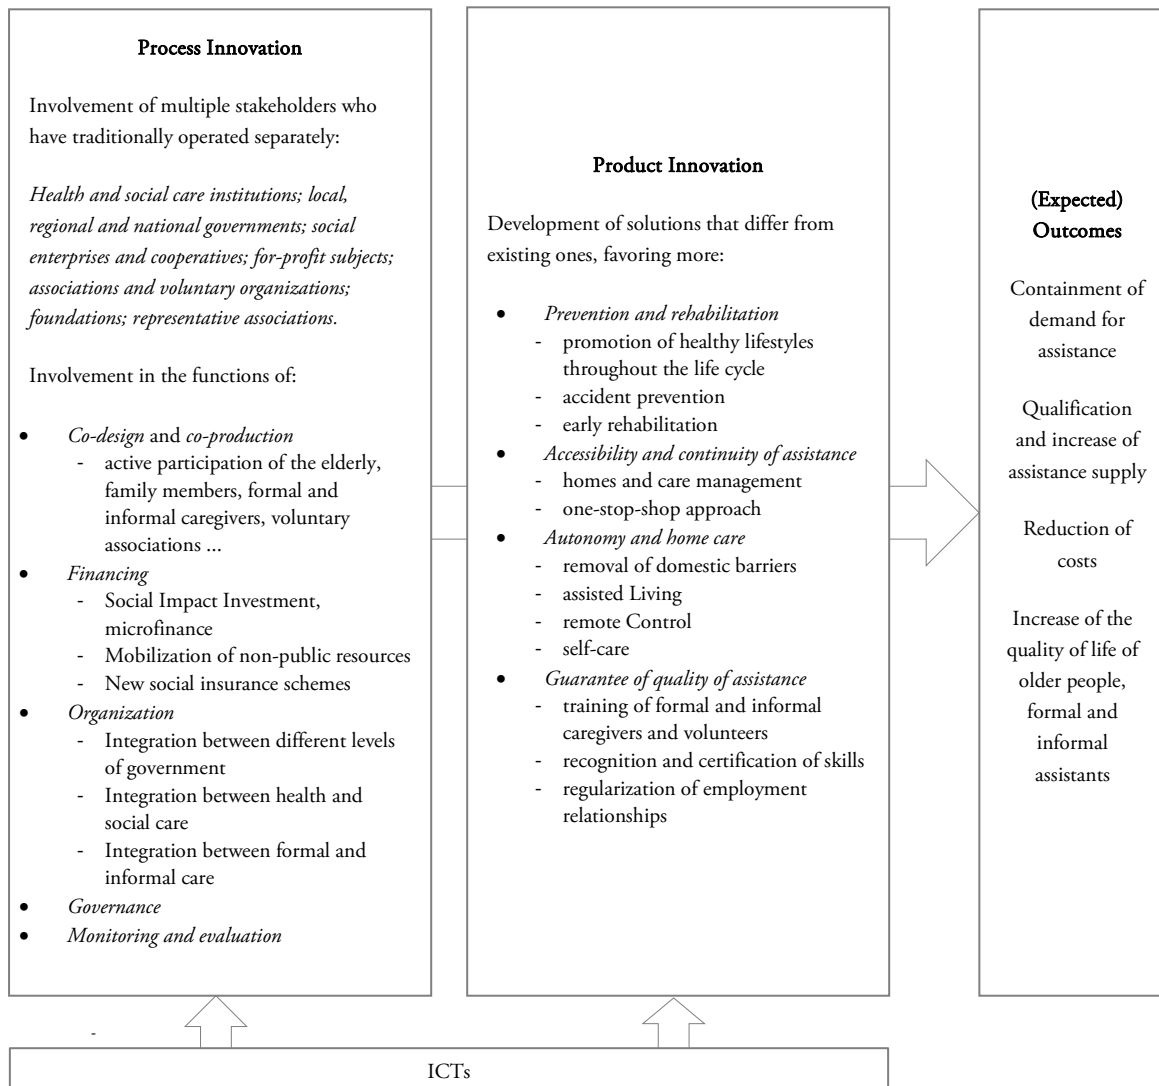 Process Innovation
Involvement of multiple stakeholders who
have traditionally operated separately:
Health and social care institutions; local,
regional and national governments; social
enterprises and cooperatives; for-profit subjects;
associations and voluntary organizations;
foundations; representative associations.
Involvement in the functions of:
• Co-design and co-production
- active participation of the elderly,
family members, formal and
informal caregivers, voluntary
associations ...
• Financing
- Social Impact Investment,
microfinance
- Mobilization of non-public resources
- New social insurance schemes
• Organization
- Integration between different levels
of government
- Integration between health and
social care
- Integration between formal and
informal care
• Governance
• Monitoring and evaluation
Product Innovation
Development of solutions that differ from
existing ones, favoring more:
• Prevention and rehabilitation
- promotion of healthy lifestyles
throughout the life cycle
- accident prevention
- early rehabilitation
• Accessibility and continuity of assistance
- homes and care management
- one-stop-shop approach
• Autonomy and home care
- removal of domestic barriers
- assisted Living
- remote Control
- self-care
• Guarantee of quality of assistance
- training of formal and informal
caregivers and volunteers
- recognition and certification of skills
- regularization of employment
relationships
(Expected)
Outcomes
Containment of
demand for
assistance
Qualification
and increase of
assistance supply
Reduction of
costs
Increase of the
quality of life of
older people,
formal and
informal
assistants
-
ICTs